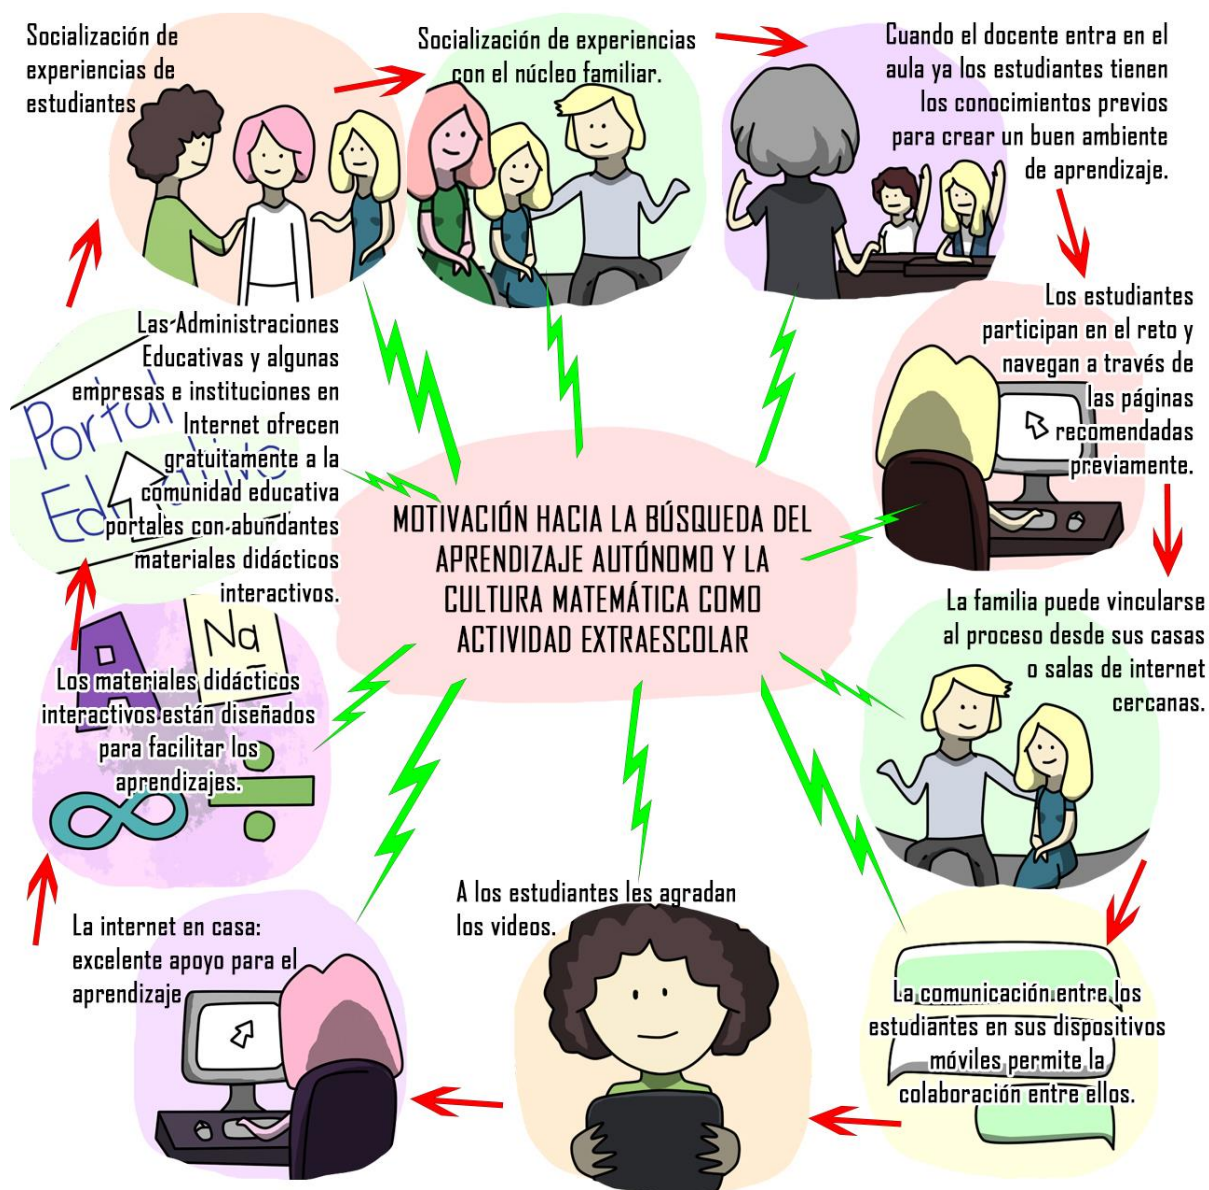 Socialización de
experiencias de
estudiantes
Socialización de experiencias
con el núcleo familiar.
Cuando el docente entra en el
aula ya los estudiantes tienen
los conocimientos previos
para crear un buen ambiente
de aprendizaje.
Los estudiantes
participan en el reto y
navegan a través de
las páginas
recomendadas
previamente.
La familia puede vincularse
al proceso desde sus casas
o salas de internet
cercanas.
La comunicación entre los
estudiantes en sus dispositivos
móviles permite la
colaboración entre ellos.
A los estudiantes les agradan
los videos.
La internet en casa:
excelente apoyo para el
aprendizaje
Los materiales didácticos
interactivos están diseñados
para facilitar los
aprendizajes.
A
Na
Las Administraciones
Educativas y algunas
empresas e instituciones en
Internet ofrecen
gratuitamente a la
comunidad educativa
portales con abundantes
materiales didácticos
interactivos.
Portal
Educativo
MOTIVACIÓN HACIA LA BÚSQUEDA DEL
APRENDIZAJE AUTÓNOMO Y LA
CULTURA MATEMÁTICA COMO
ACTIVIDAD EXTRAESCOLAR